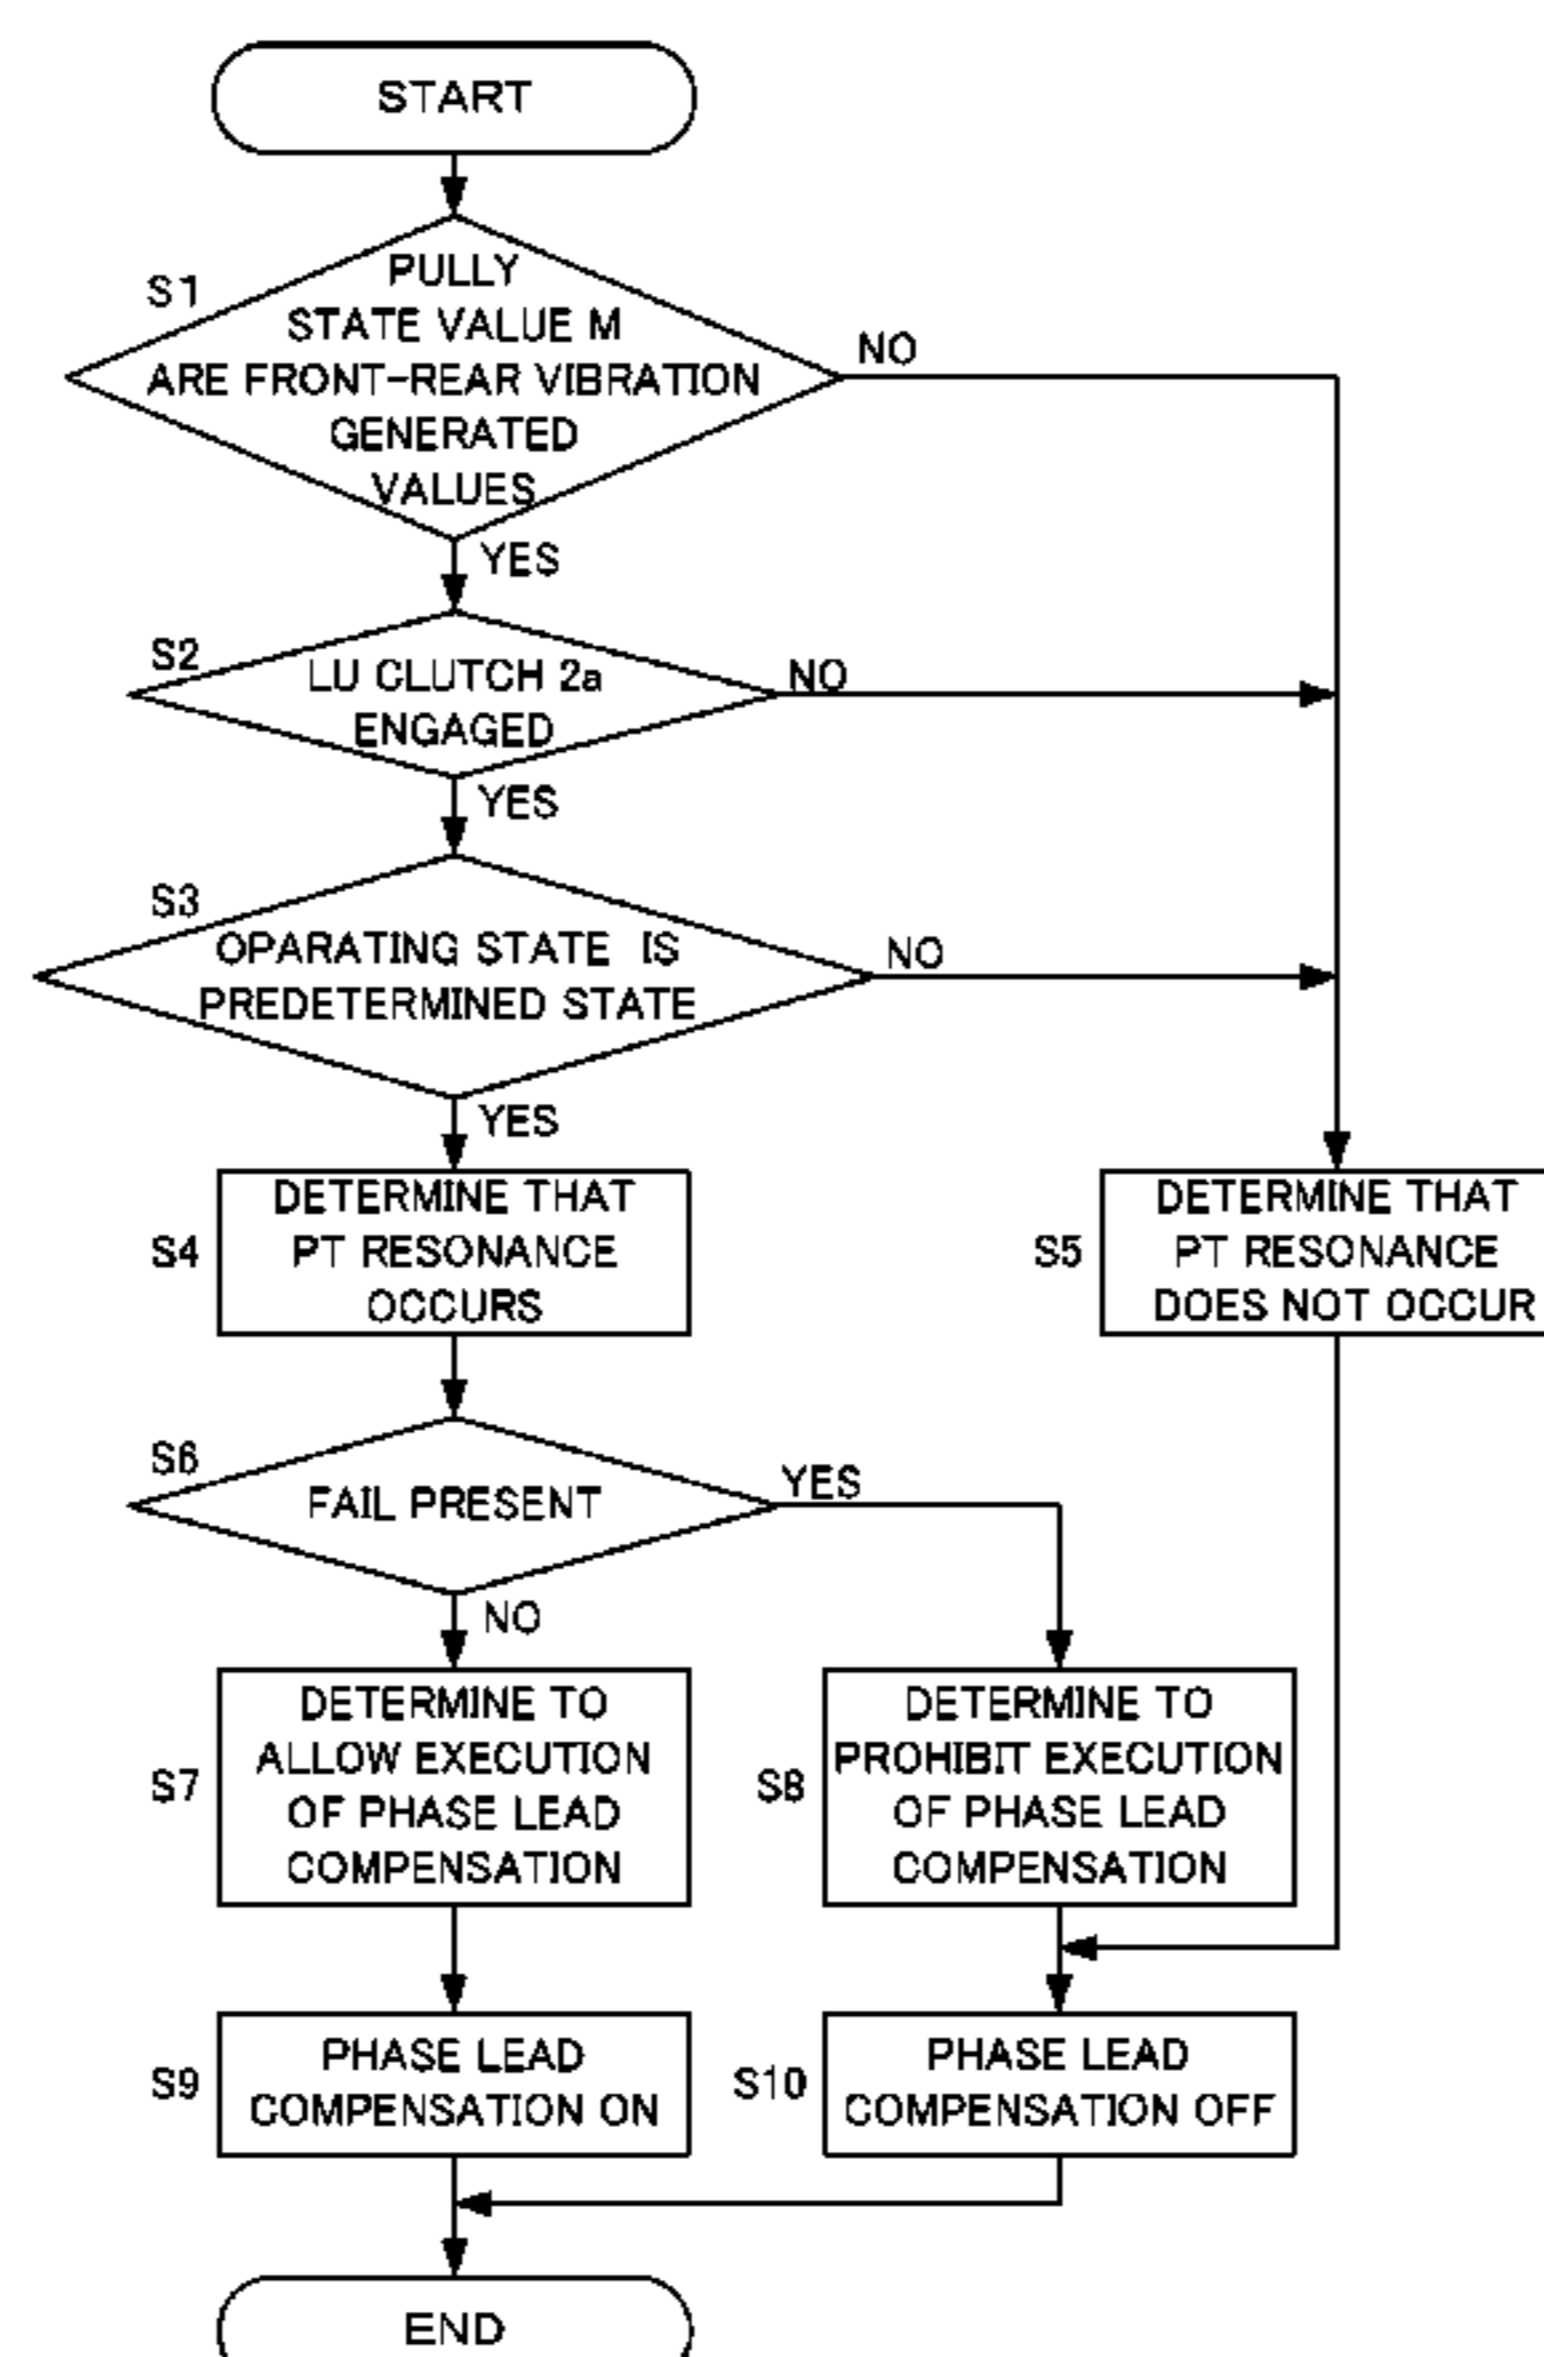 START
S1
PULLY
STATE VALUE M
ARE FRONT-REAR VIBRATION
GENERATED
VALUES
NO
YES
S2
LU CLUTCH 2a
ENGAGED
NO
YES
S3
OPARATING STATE IS
PREDETERMINED STATE
NO
YES
S4
DETERMINE THAT
PT RESONANCE
OCCURS
S5
DETERMINE THAT
PT RESONANCE
DOES NOT OCCUR
S6
FAIL PRESENT
YES
NO
S7
DETERMINE TO
ALLOW EXECUTION
OF PHASE LEAD
COMPENSATION
S8
DETERMINE TO
PROHIBIT EXECUTION
OF PHASE LEAD
COMPENSATION
S9
PHASE LEAD
COMPENSATION ON
S10
PHASE LEAD
COMPENSATION OFF
END